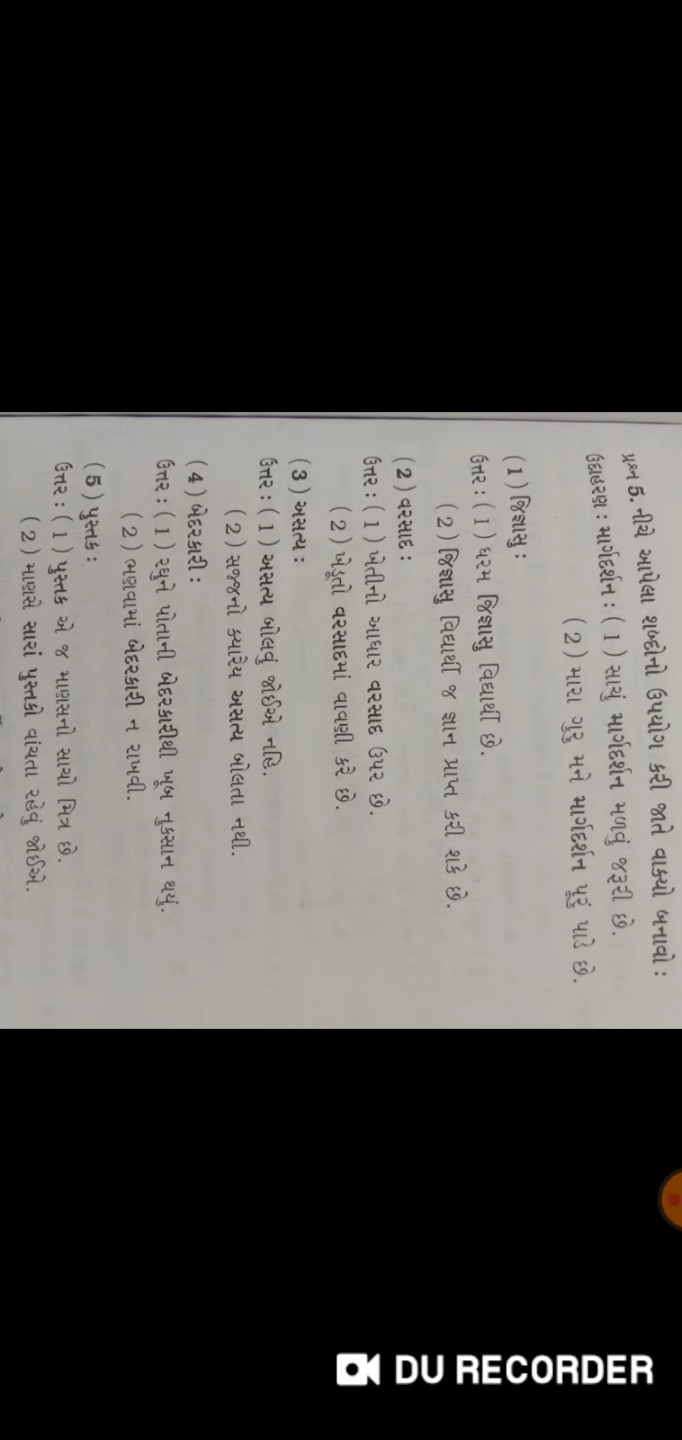 પ્રશ્ન 5. નીચે આપેલા શબ્દોનો ઉપયોગ કરી જાતે વાક્યો બનાવો :
ઉદાહરણ : માર્ગદર્શન : ( 1 ) સાચું માર્ગદર્શન મળવું જરૂરી છે.
( 2 ) મારા ગુરુ મને માર્ગદર્શન પૂરું પાડે છે.
( 1 ) જિજ્ઞાસુ :
ઉત્તર : ( 1 ) ધરમ જિજ્ઞાસુ વિદ્યાર્થી છે.
( 2 ) જિજ્ઞાસુ વિદ્યાર્થી જ જ્ઞાન પ્રાપ્ત કરી શકે છે.
( 2 ) વરસાદ :
ઉત્તર : ( 1 ) ખેતીનો આધાર વરસાદ ઉપર છે.
( 2 ) ખેડૂતો વરસાદમાં વાવણી કરે છે.
( 3 ) અસત્ય :
ઉત્તર : ( 1 ) અસત્ય બોલવું જોઈએ નહિ.
( 2 ) સજ્જનો ક્યારેય અસત્ય બોલતા નથી.
( 4 ) બેદરકારી :
ઉત્તર : ( 1 ) રઘુને પોતાની બેદરકારીથી ખૂબ નુકસાન થયું.
( 2 ) ભણવામાં બેદરકારી ન રાખવી.
( 5 ) પુસ્તક :
ઉત્તર : ( 1 ) પુસ્તક એ જ માણસનો સાચો મિત્ર છે.
( 2 ) માણસે સારાં પુસ્તકો વાંચતા રહેવું જોઈએ.
DU RECORDER